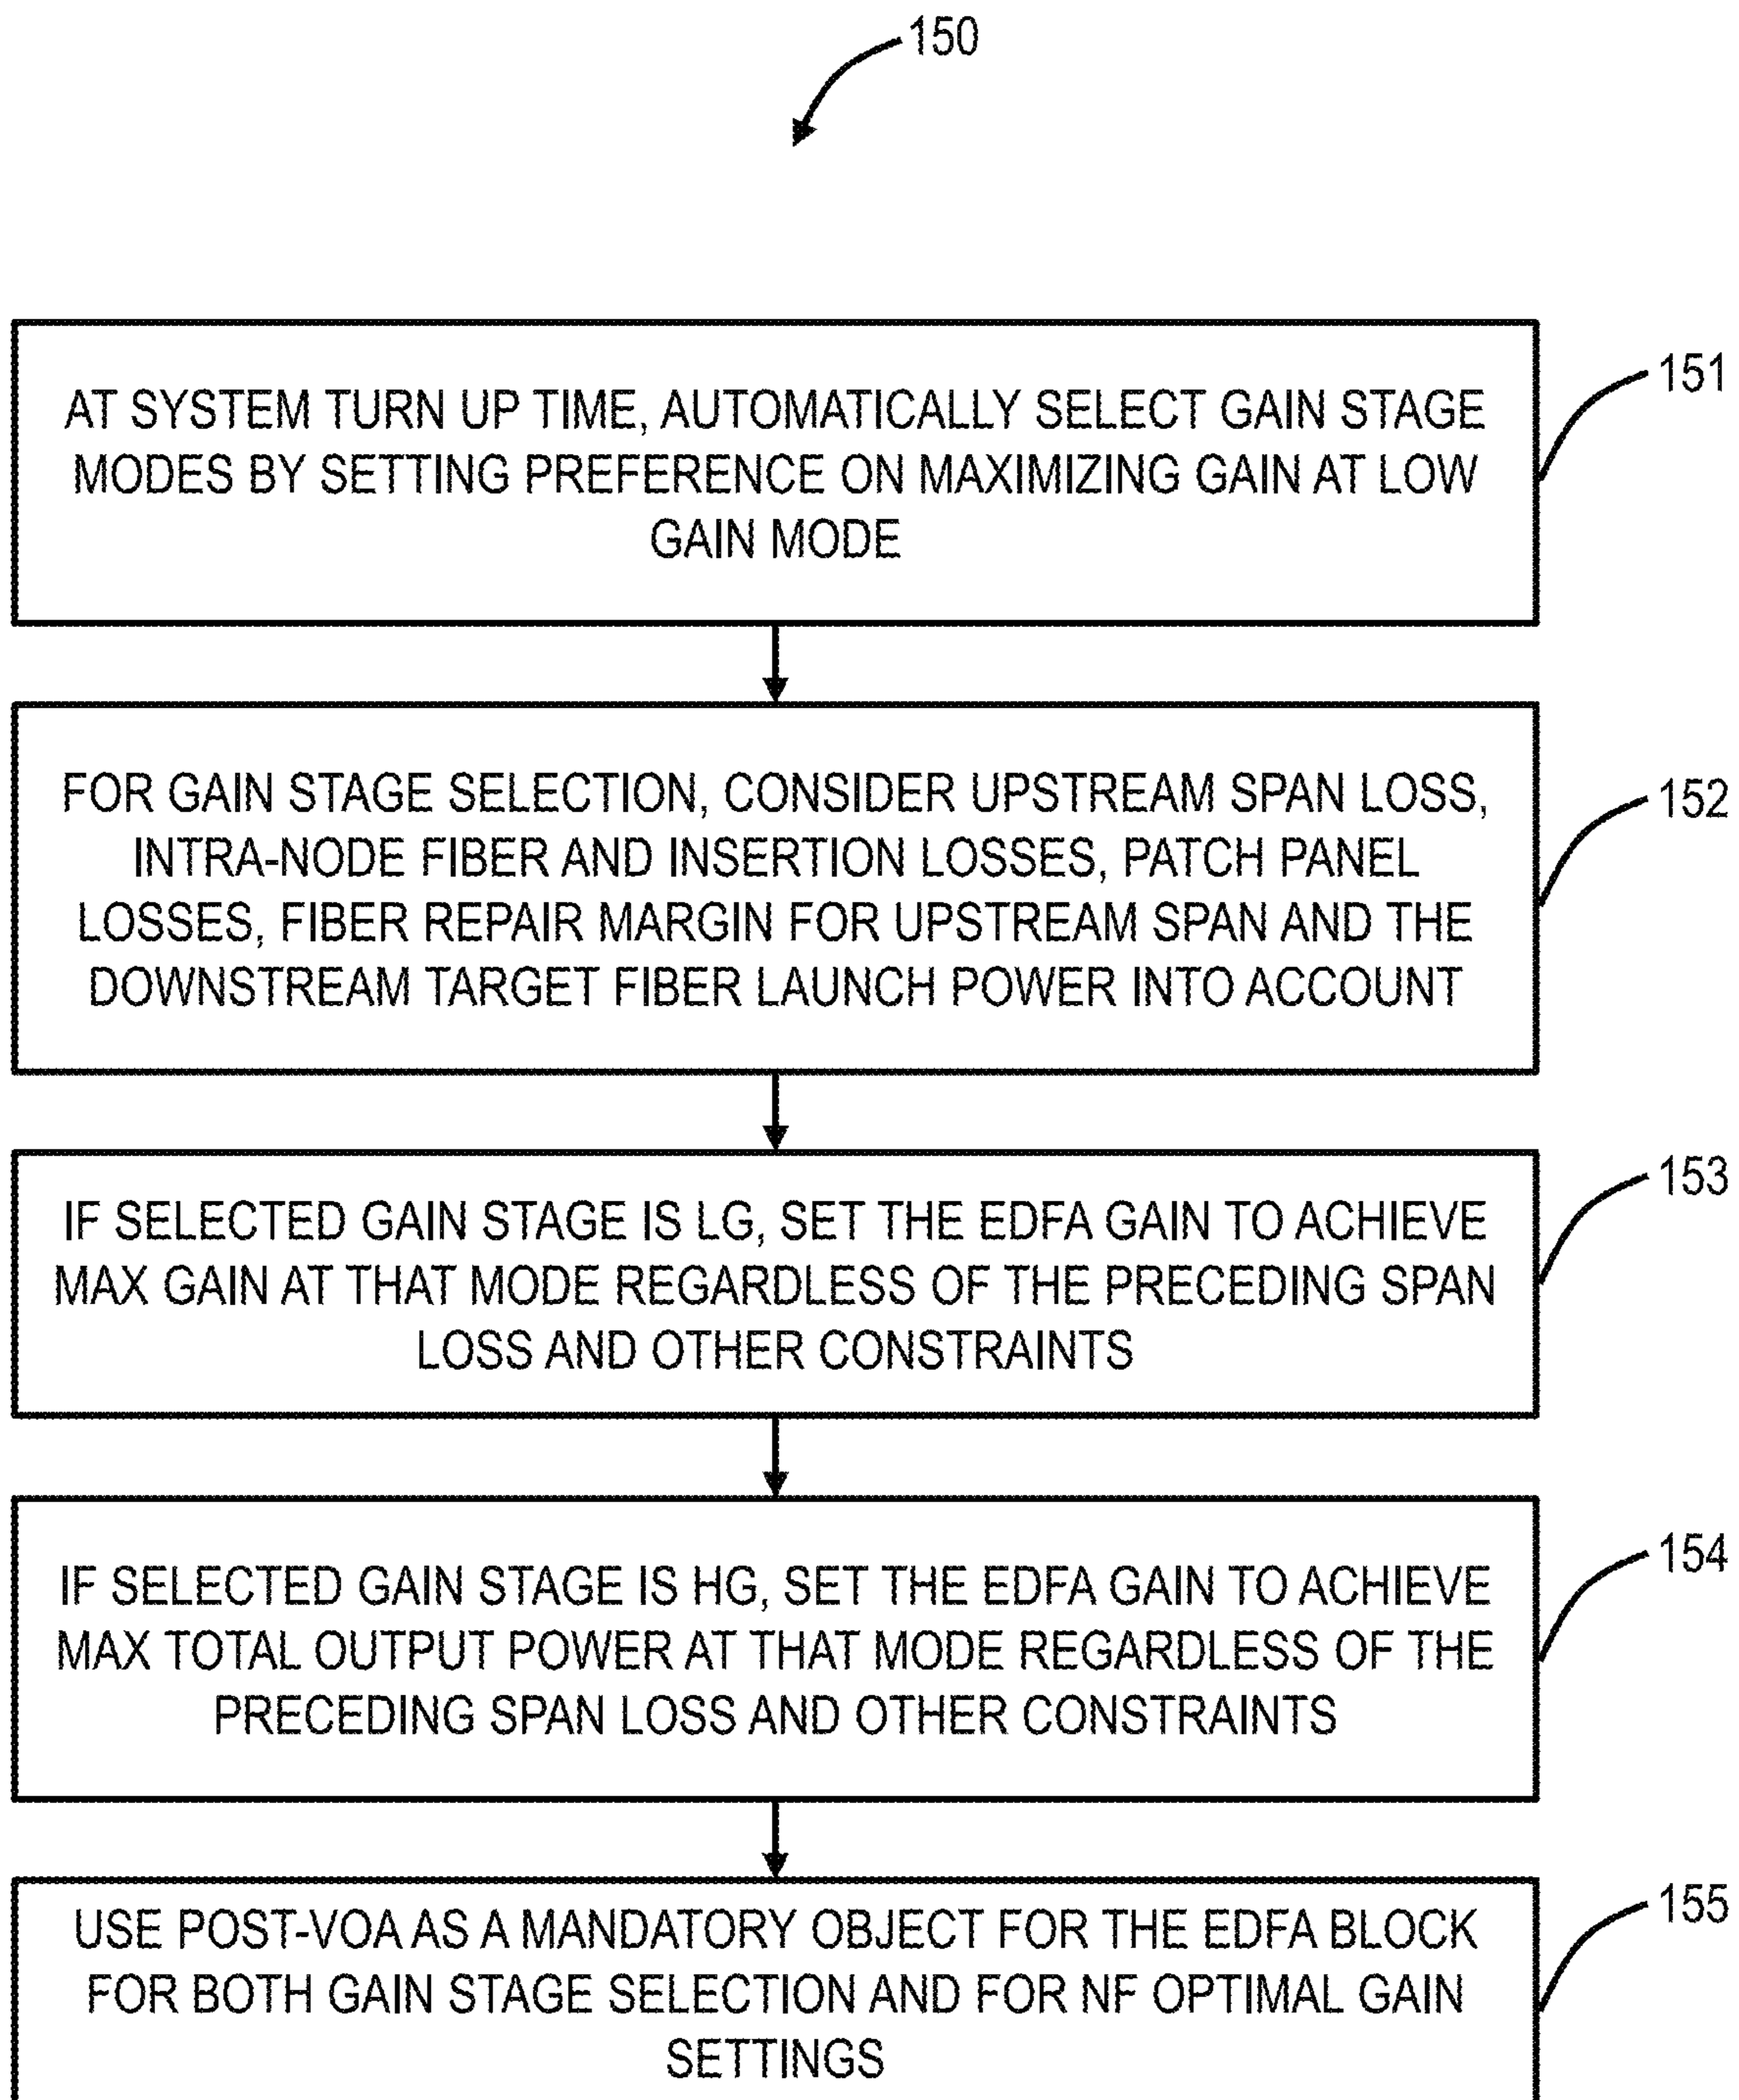 150
AT SYSTEM TURN UP TIME, AUTOMATICALLY SELECT GAIN STAGE
MODES BY SETTING PREFERENCE ON MAXIMIZING GAIN AT LOW
GAIN MODE
151
FOR GAIN STAGE SELECTION, CONSIDER UPSTREAM SPAN LOSS,
INTRA-NODE FIBER AND INSERTION LOSSES, PATCH PANEL
LOSSES, FIBER REPAIR MARGIN FOR UPSTREAM SPAN AND THE
DOWNSTREAM TARGET FIBER LAUNCH POWER INTO ACCOUNT
152
IF SELECTED GAIN STAGE IS LG, SET THE EDFA GAIN TO ACHIEVE
MAX GAIN AT THAT MODE REGARDLESS OF THE PRECEDING SPAN
LOSS AND OTHER CONSTRAINTS
153
IF SELECTED GAIN STAGE IS HG, SET THE EDFA GAIN TO ACHIEVE
MAX TOTAL OUTPUT POWER AT THAT MODE REGARDLESS OF THE
PRECEDING SPAN LOSS AND OTHER CONSTRAINTS
154
USE POST-VOA AS A MANDATORY OBJECT FOR THE EDFA BLOCK
FOR BOTH GAIN STAGE SELECTION AND FOR NF OPTIMAL GAIN
SETTINGS
155